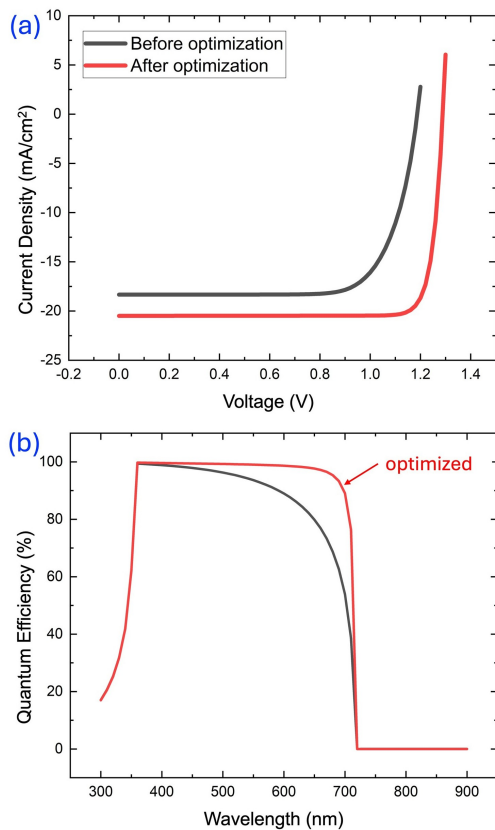 (a)
Before optimization
After optimization
Current Density (mA/cm²)
10
5
0
-5
-10
-15
-20
-25
-0.2 0.0 0.2 0.4 0.6 0.8 1.0 1.2 1.4
Voltage (V)
(b)
optimized
Quantum Efficiency (%)
100
80
60
40
20
0
300 400 500 600 700 800 900
Wavelength (nm)